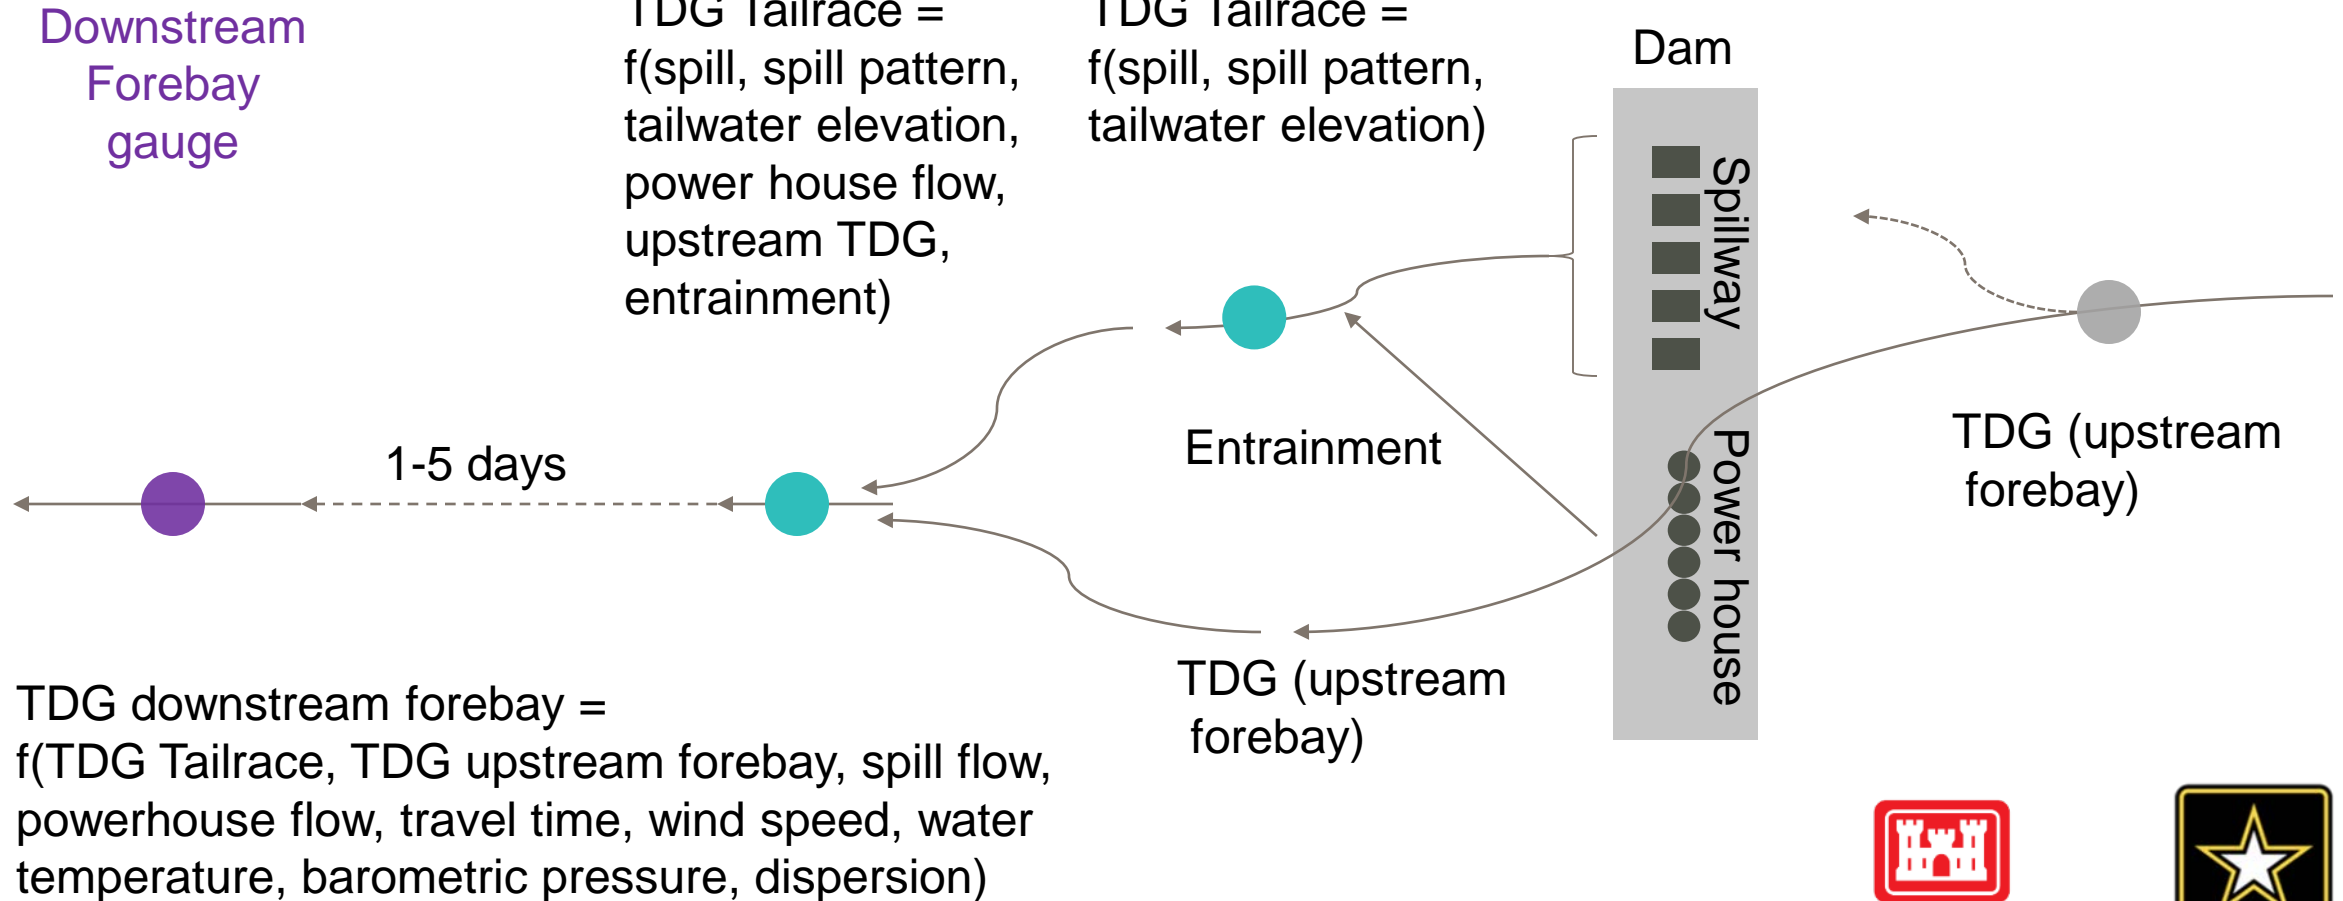 Downstream
Forebay
gauge
TDG Tailrace =
f(spill, spill pattern,
tailwater elevation,
power house flow,
upstream TDG,
entrainment)
TDG Tailrace =
f(spill, spill pattern,
tailwater elevation)
Dam
Spillway
Power house
TDG (upstream
forebay)
Entrainment
1-5 days
TDG (upstream
forebay)
TDG downstream forebay =
f(TDG Tailrace, TDG upstream forebay, spill flow,
powerhouse flow, travel time, wind speed, water
temperature, barometric pressure, dispersion)